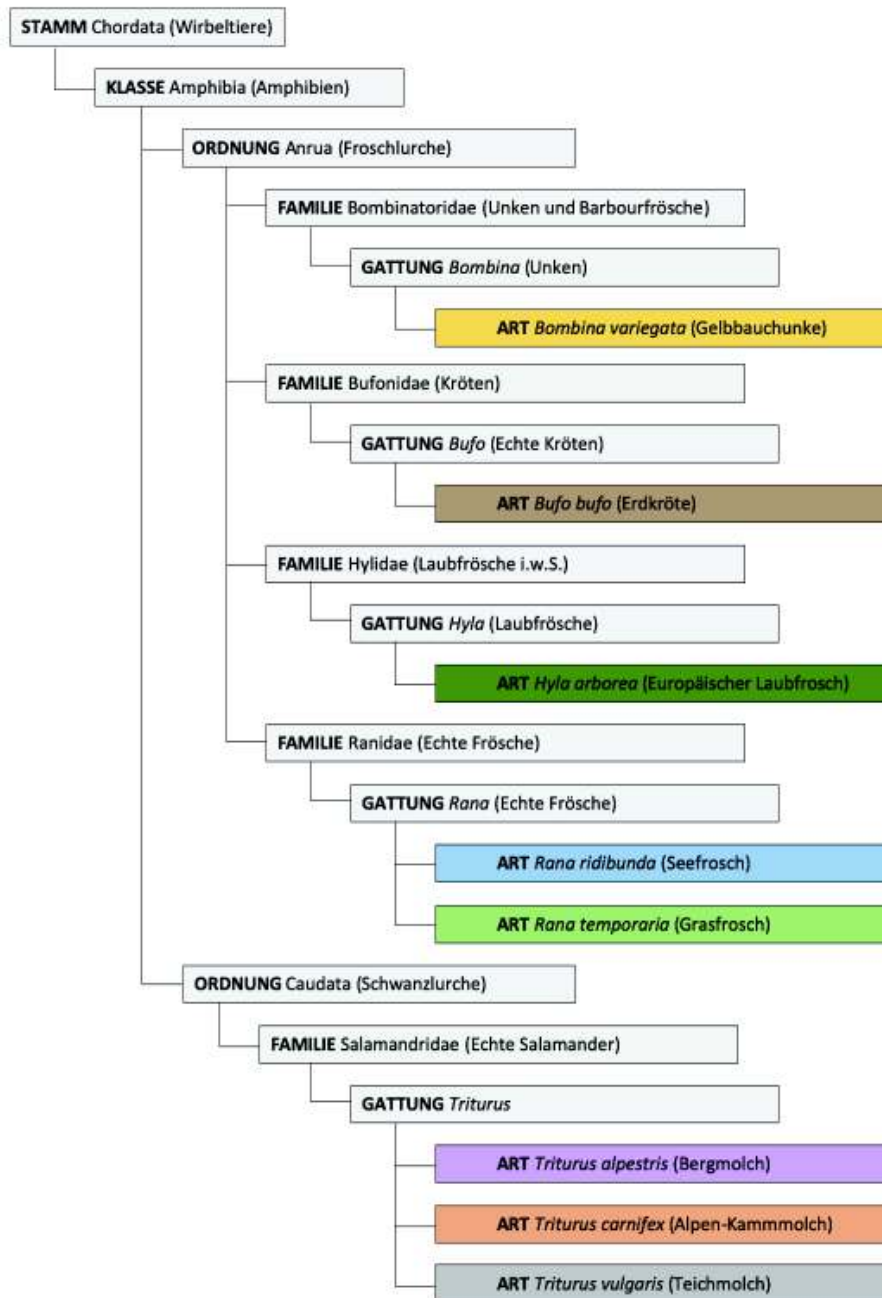 STAMM Chordata (Wirbeltiere)
KLASSE Amphibia (Amphibien)
ORDNUNG Anrua (Froschlurche)
FAMILIE Bombinatoridae (Unken und Barbourfrösche)
GATTUNG Bombina (Unken)
ART Bombina variegata (Gelbbauchunke)
FAMILIE Bufonidae (Kröten)
GATTUNG Bufo (Echte Kröten)
ART Bufo bufo (Erdkröte)
FAMILIE Hylidae (Laubfrösche i.w.S.)
GATTUNG Hyla (Laubfrösche)
ART Hyla arborea (Europäischer Laubfrosch)
FAMILIE Ranidae (Echte Frösche)
GATTUNG Rana (Echte Frösche)
ART Rana ridibunda (Seefrosch)
ART Rana temporaria (Grasfrosch)
ORDNUNG Caudata (Schwanzlurche)
FAMILIE Salamandridae (Echte Salamander)
GATTUNG Triturus
ART Triturus alpestris (Bergmolch)
ART Triturus carnifex (Alpen-Kammmolch)
ART Triturus vulgaris (Teichmolch)